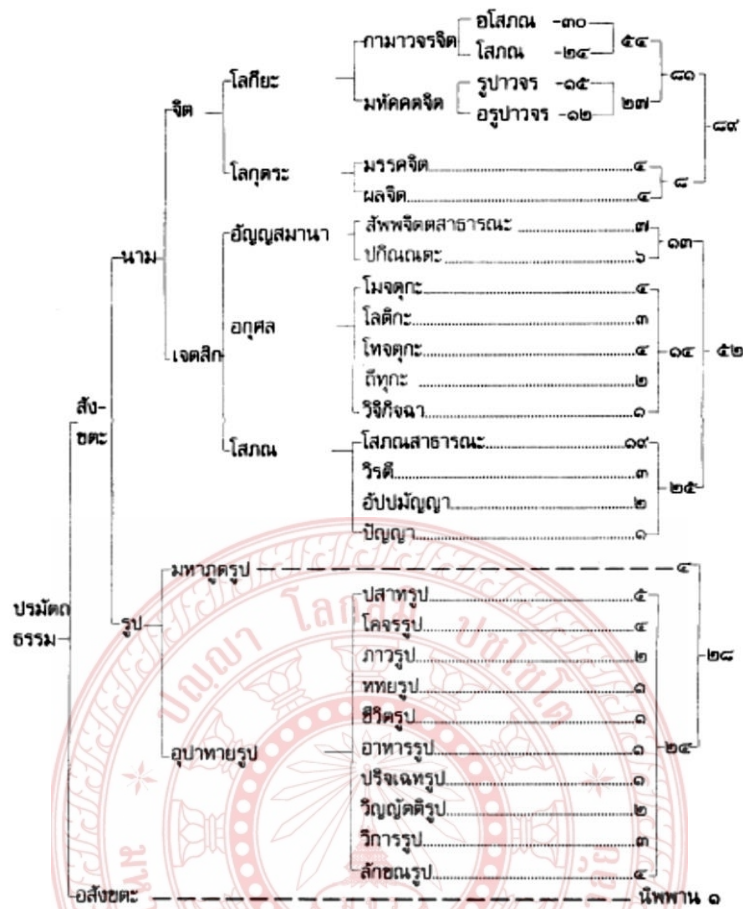 อโสภณ -๓๐
กามาวจรจิต ๕๔
โสภณ -๒๔
โลกียะ ๘๑
รูปาวจร -๑๕
จิต มหัคคตจิต ๒๗
อรูปาวจร -๑๒ ๘๙
มรรคจิต ๔
โลกุตระ ๘
ผลจิต ๔
สัพพจิตตสาธารณะ ๗
อัญญสมานา ๑๓
นาม ปกิณณตะ ๖
โมจตุกะ ๔
โลติกะ ๓
อกุศล
เจตสิก โทจตุกะ ๔ ๑๔ ๕๒
ถีทุกะ ๒
สัง- วิจิกิจฉา ๑
ขตะ
โสภณ โสภณสาธารณะ ๑๙
วิรตี ๓
๒๕
อัปปมัญญา ๒
ปัญญา ๑
มหาภูตรูป ๔
ปสาทรูป ๕
ปรมัตถ โคจรรูป ๔
ธรรม รูป ภาวรูป ๒ ๒๘
หทยรูป ๑
ชีวิตรูป ๑
อุปาทายรูป อาหารรูป ๑ ๒๔
ปริจเฉทรูป ๑
วิญญัตติรูป ๒
วิการรูป ๓
ลักขณรูป ๔
อสังขตะ นิพพาน ๑
ปญฺญา โลกสฺมิ ปชฺโชโต